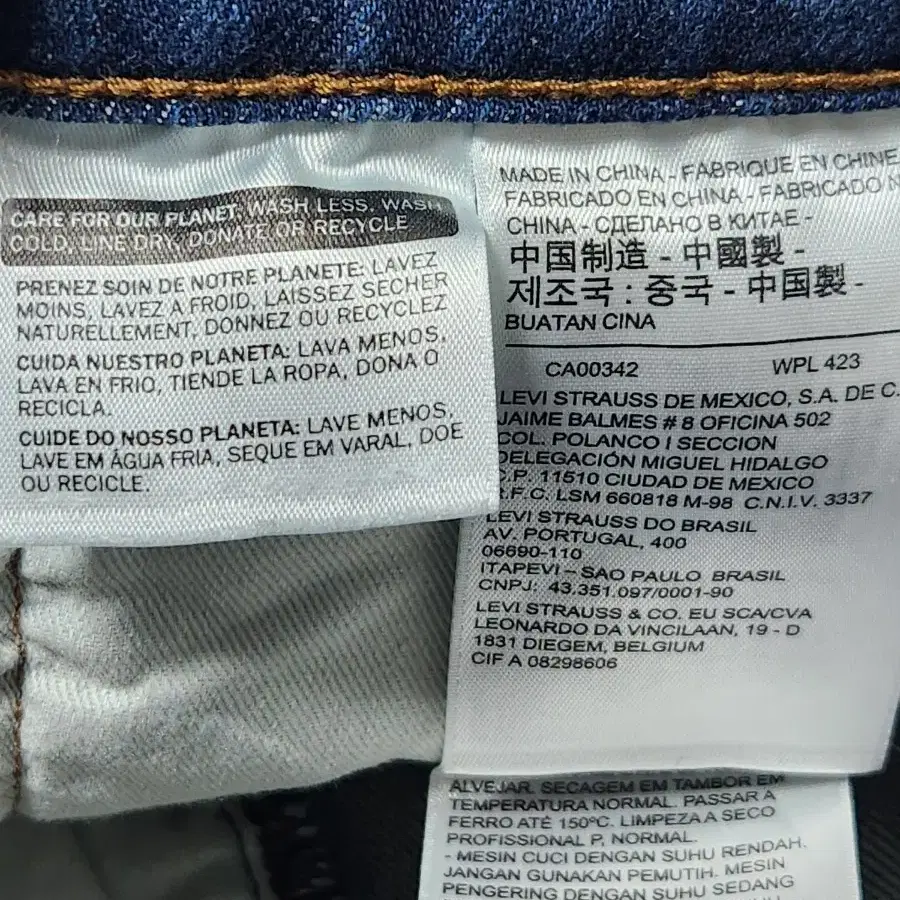 CARE FOR OUR PLANET: WASH LESS, WASH
COLD, LINE DRY, DONATE OR RECYCLE
PRENEZ SOIN DE NOTRE PLANETE: LAVEZ
MOINS, LAVEZ A FROID, LAISSEZ SECHER
NATURELLEMENT, DONNEZ OU RECYCLEZ
CUIDA NUESTRO PLANETA: LAVA MENOS,
LAVA EN FRIO, TIENDE LA ROPA, DONA O
RECICLA.
CUIDE DO NOSSO PLANETA: LAVE MENOS,
LAVE EM ÁGUA FRIA, SEQUE EM VARAL, DOE
OU RECICLE.
MADE IN CHINA - FABRIQUE EN CHINE
FABRICADO EN CHINA - FABRICADO N
CHINA - СДЕЛАНО В КИТАЕ -
中国制造 - 中國製 -
제조국 : 중국 - 中国製 -
BUATAN CINA
CA00342 WPL 423
LEVI STRAUSS DE MEXICO, S.A. DE C.
JAIME BALMES # 8 OFICINA 502
COL. POLANCO I SECCION
DELEGACIÓN MIGUEL HIDALGO
C.P. 11510 CIUDAD DE MEXICO
R.F.C. LSM 660818 M-98 C.N.I.V. 3337
LEVI STRAUSS DO BRASIL
AV. PORTUGAL, 400
06690-110
ITAPEVI – SAO PAULO BRASIL
CNPJ: 43.351.097/0001-90
LEVI STRAUSS & CO. EU SCA/CVA
LEONARDO DA VINCILAAN, 19 - D
1831 DIEGEM, BELGIUM
CIF A 08298606
ALVEJAR. SECAGEM EM TAMBOR EM
TEMPERATURA NORMAL. PASSAR A
FERRO ATÉ 150ºC. LIMPEZA A SECO
PROFISSIONAL P, NORMAL.
- MESIN CUCI DENGAN SUHU RENDAH.
JANGAN GUNAKAN PEMUTIH. MESIN
PENGERING DENGAN SUHU SEDANG